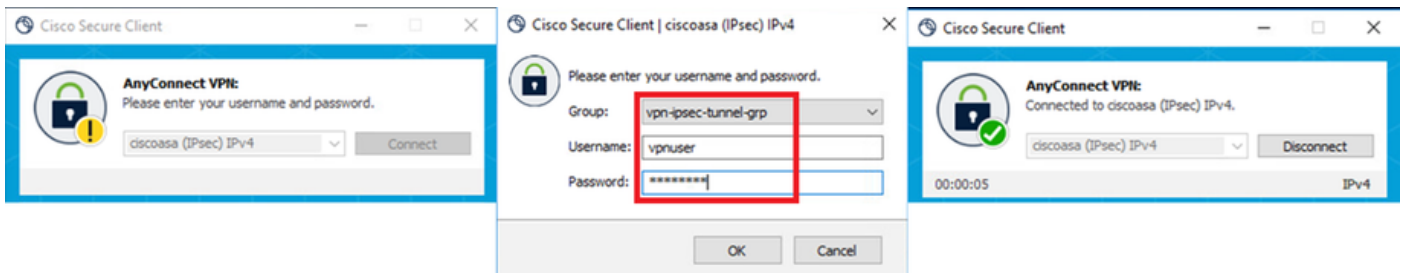 Cisco Secure Client
AnyConnect VPN:
Please enter your username and password.
ciscoasa (IPsec) IPv4
Connect
Cisco Secure Client | ciscoasa (IPsec) IPv4
Please enter your username and password.
Group: vpn-ipsec-tunnel-grp
Username: vpnuser
Password: ********
OK Cancel
Cisco Secure Client
AnyConnect VPN:
Connected to ciscoasa (IPsec) IPv4.
ciscoasa (IPsec) IPv4
Disconnect
00:00:05 IPv4